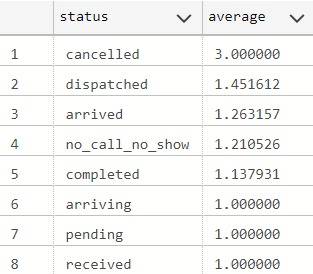 status average
1 cancelled 3.000000
2 dispatched 1.451612
3 arrived 1.263157
4 no_call_no_show 1.210526
5 completed 1.137931
6 arriving 1.000000
7 pending 1.000000
8 received 1.000000